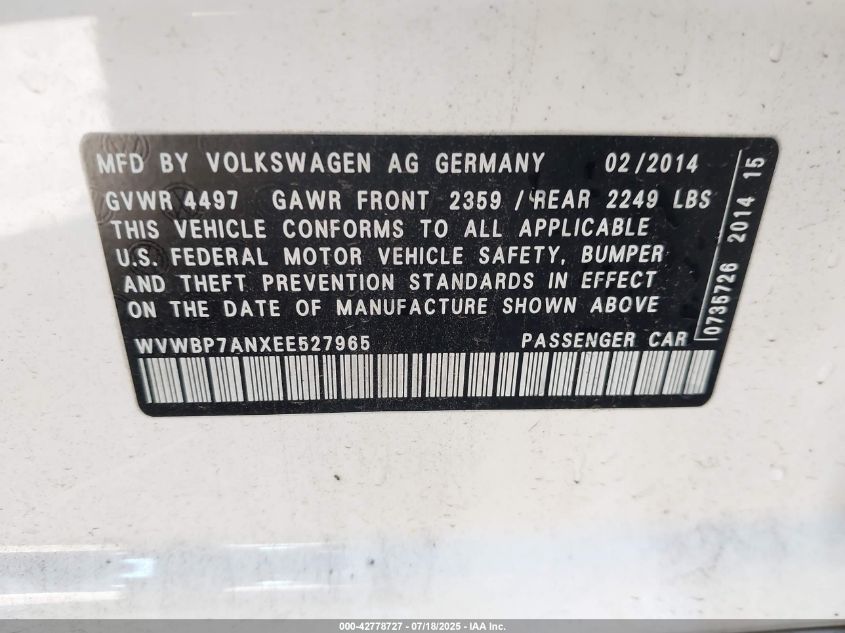 MFD BY VOLKSWAGEN AG GERMANY 02/2014
GVWR 4497 GAWR FRONT 2359 / REAR 2249 LBS
THIS VEHICLE CONFORMS TO ALL APPLICABLE
U.S. FEDERAL MOTOR VEHICLE SAFETY, BUMPER
AND THEFT PREVENTION STANDARDS IN EFFECT
ON THE DATE OF MANUFACTURE SHOWN ABOVE
WVWBP7ANXEE527965 PASSENGER CAR
0735726 2014 15
000-42778727 - 07/18/2025 - IAA Inc.